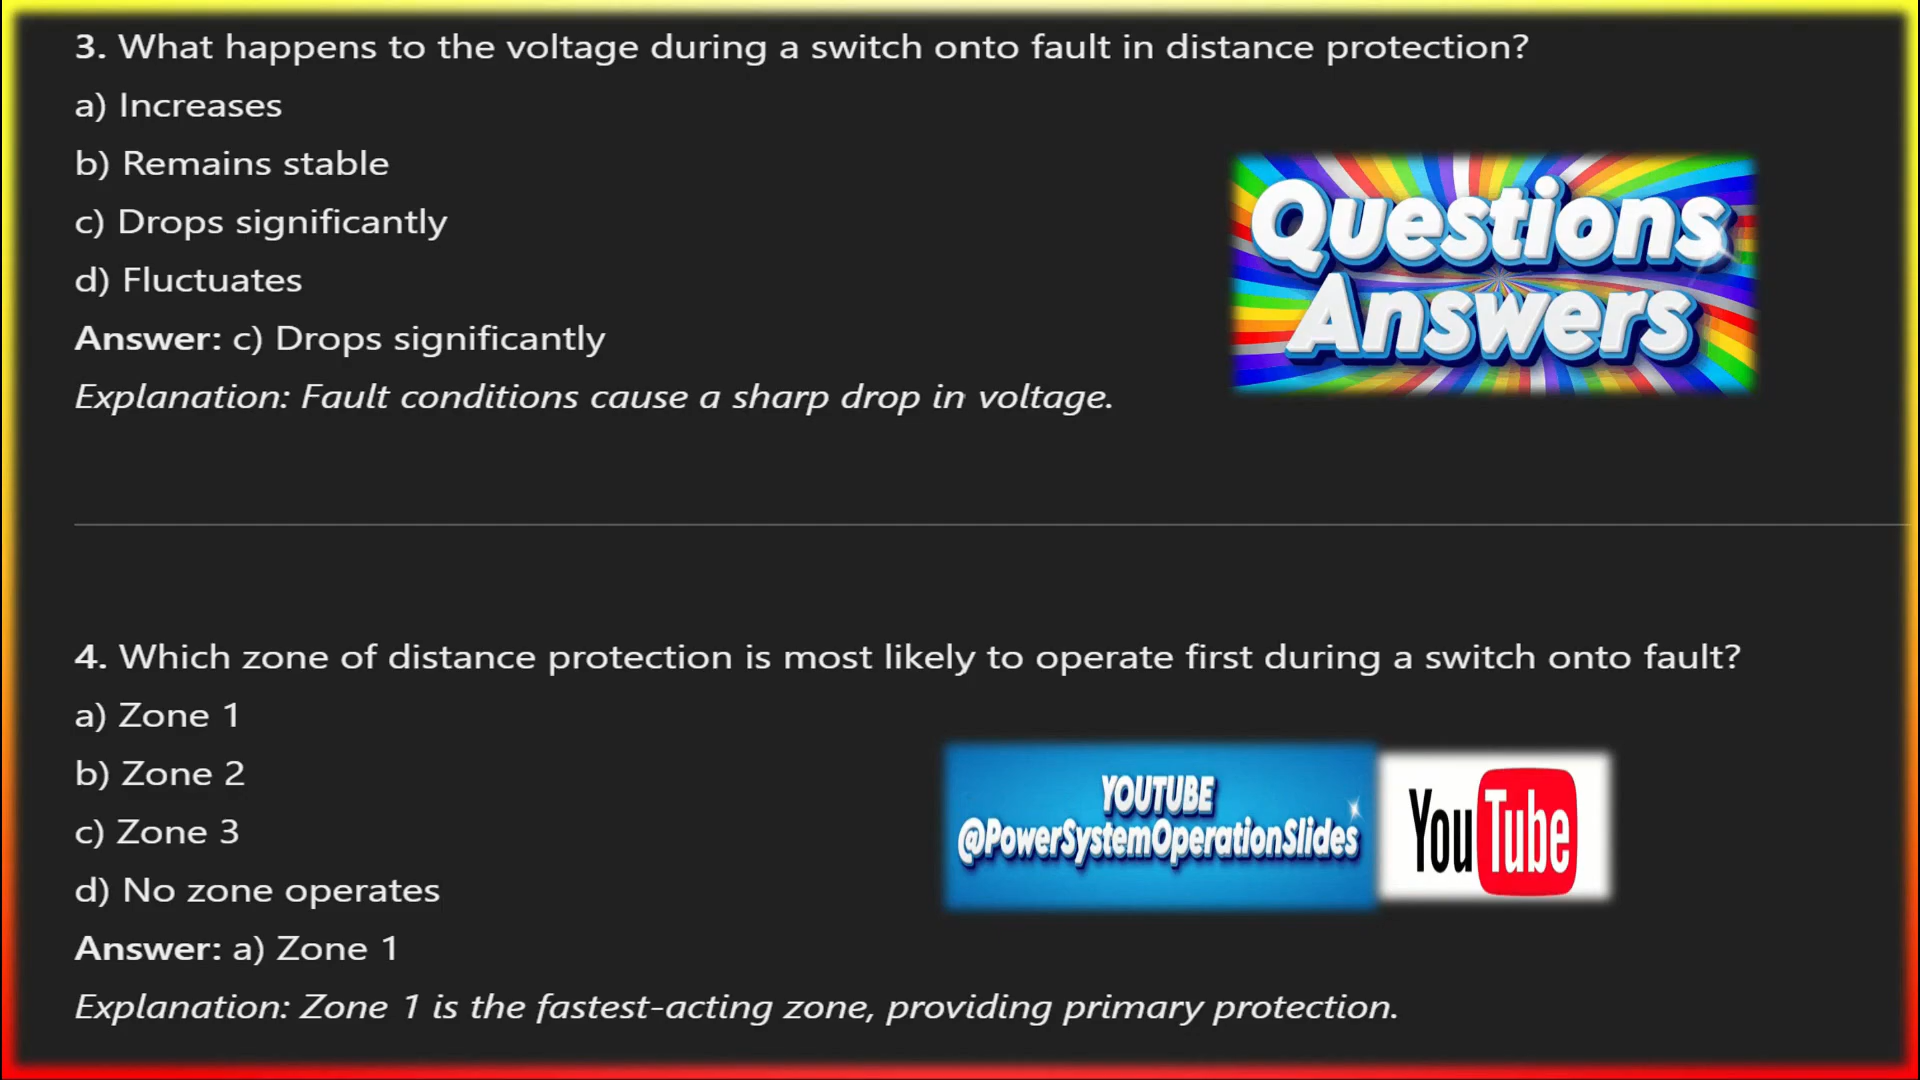 3. What happens to the voltage during a switch onto fault in distance protection?
a) Increases
b) Remains stable
c) Drops significantly
d) Fluctuates
Answer: c) Drops significantly
Explanation: Fault conditions cause a sharp drop in voltage.
Questions
Answers
4. Which zone of distance protection is most likely to operate first during a switch onto fault?
a) Zone 1
b) Zone 2
c) Zone 3
d) No zone operates
Answer: a) Zone 1
Explanation: Zone 1 is the fastest-acting zone, providing primary protection.
YOUTUBE
@PowerSystemOperationSlides
YouTube